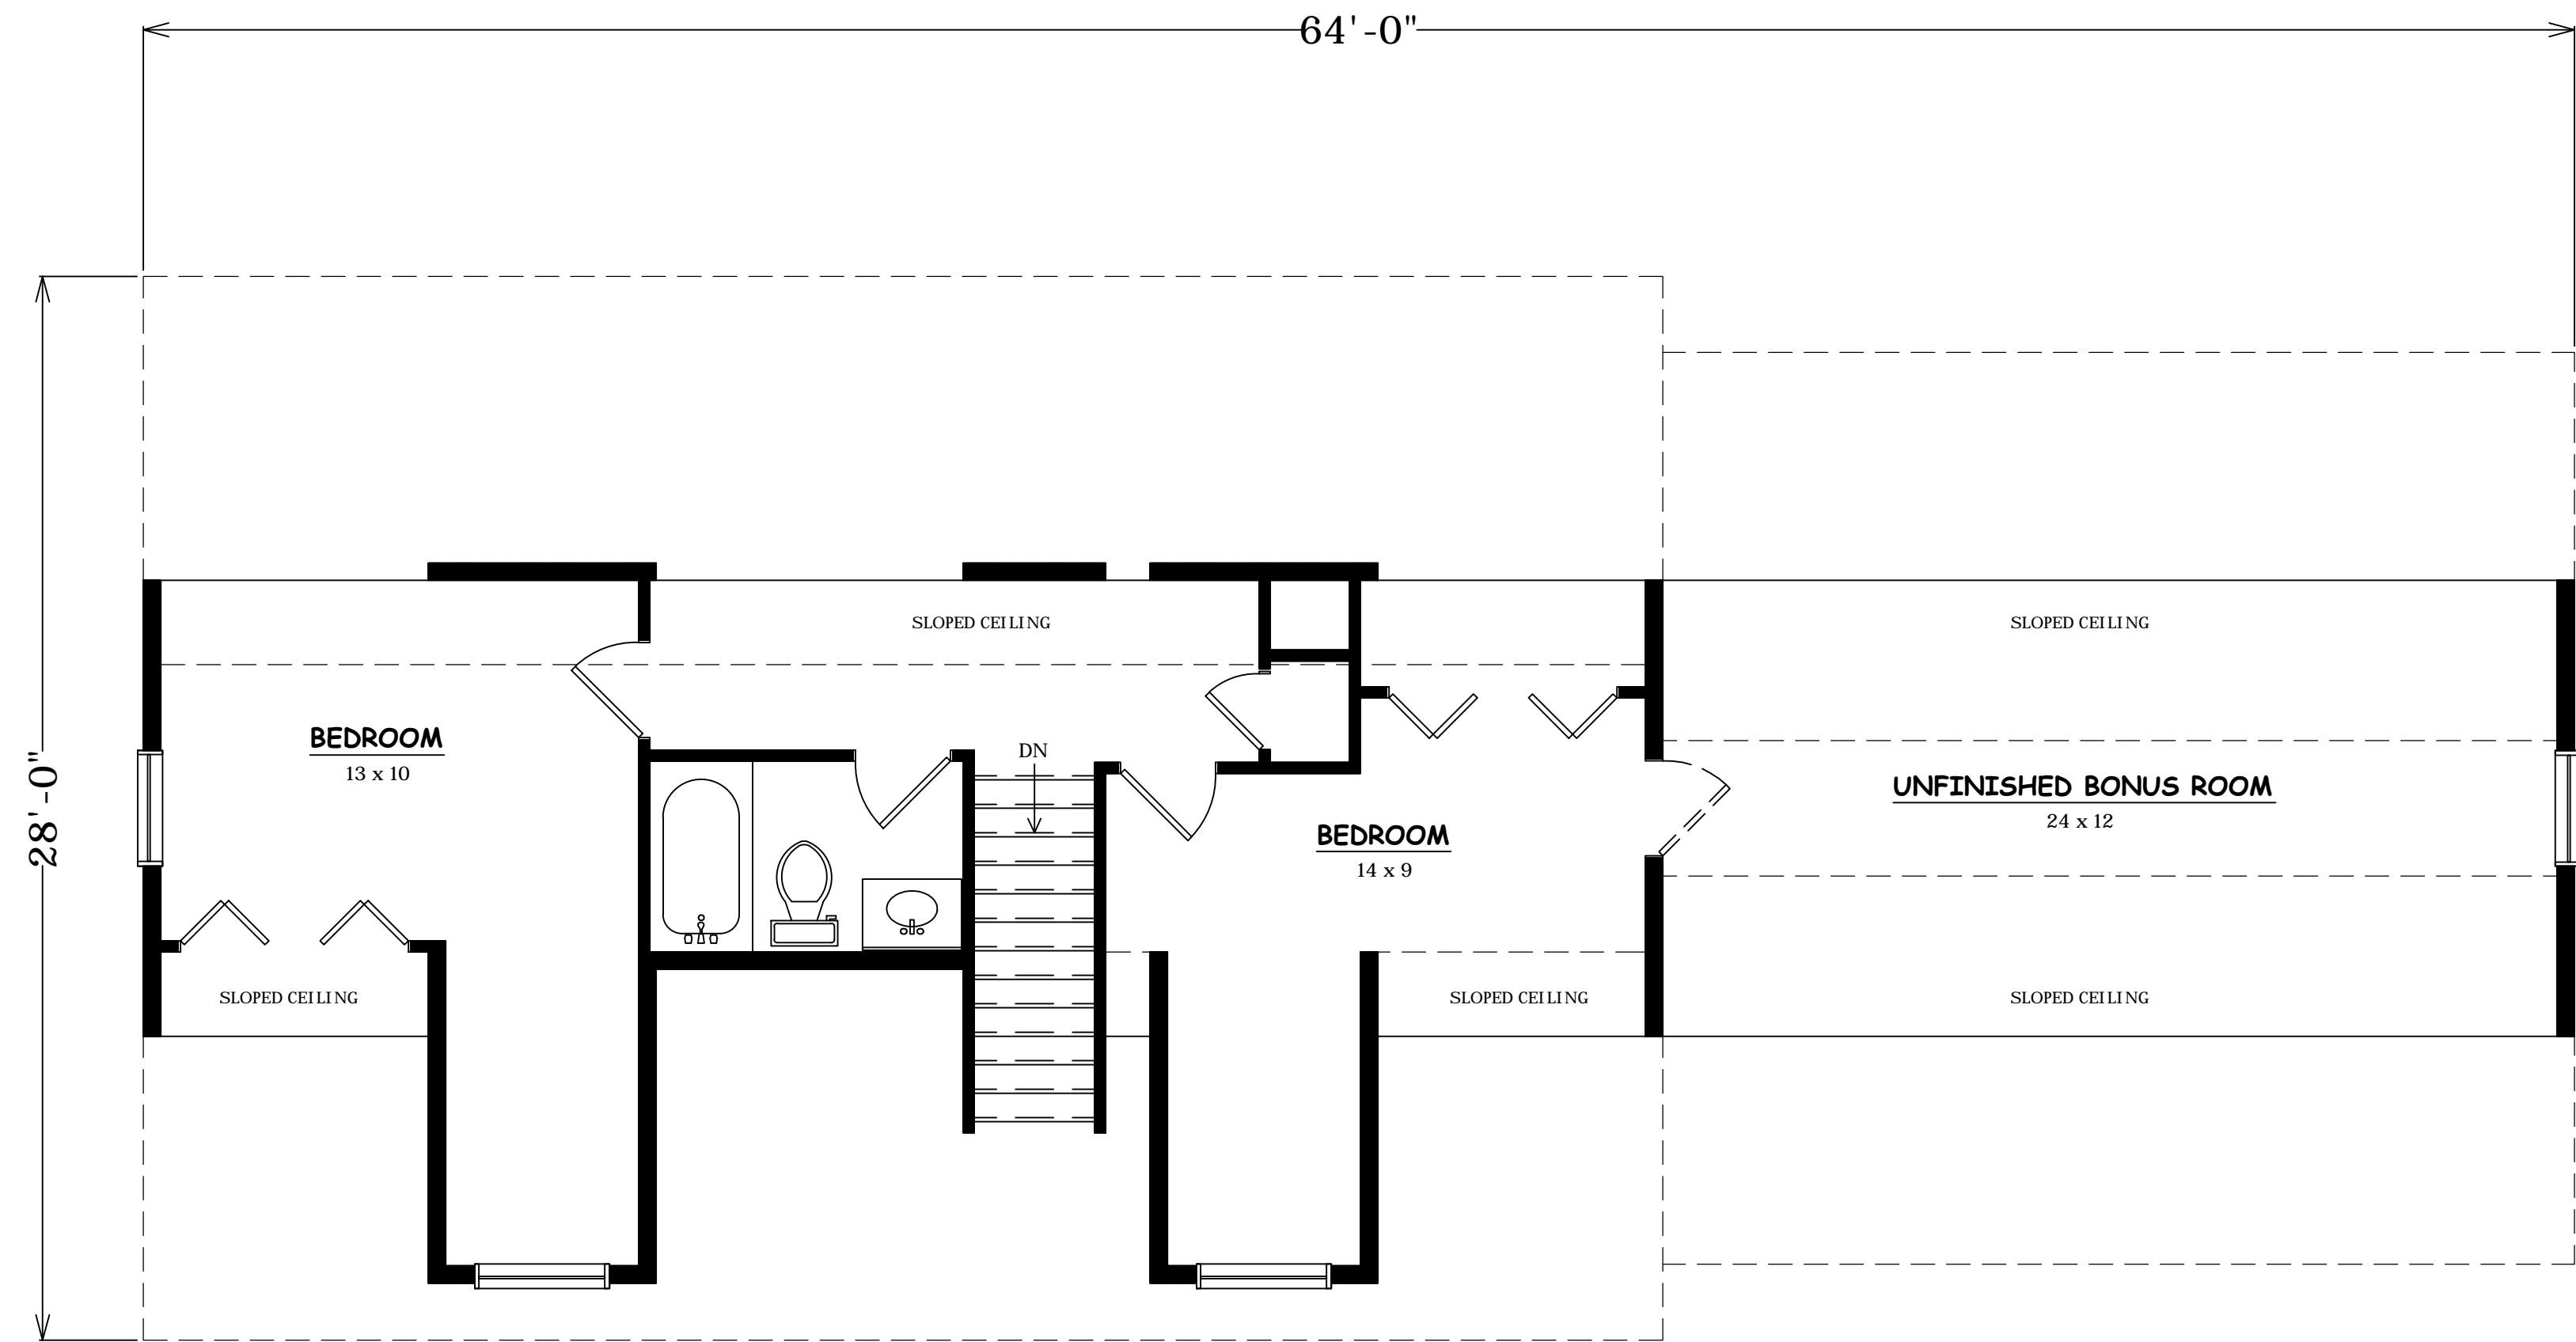 64'-0"
28'-0"
SLOPED CEILING
SLOPED CEILING
BEDROOM
13 x 10
DN
BEDROOM
14 x 9
UNFINISHED BONUS ROOM
24 x 12
SLOPED CEILING
SLOPED CEILING
SLOPED CEILING